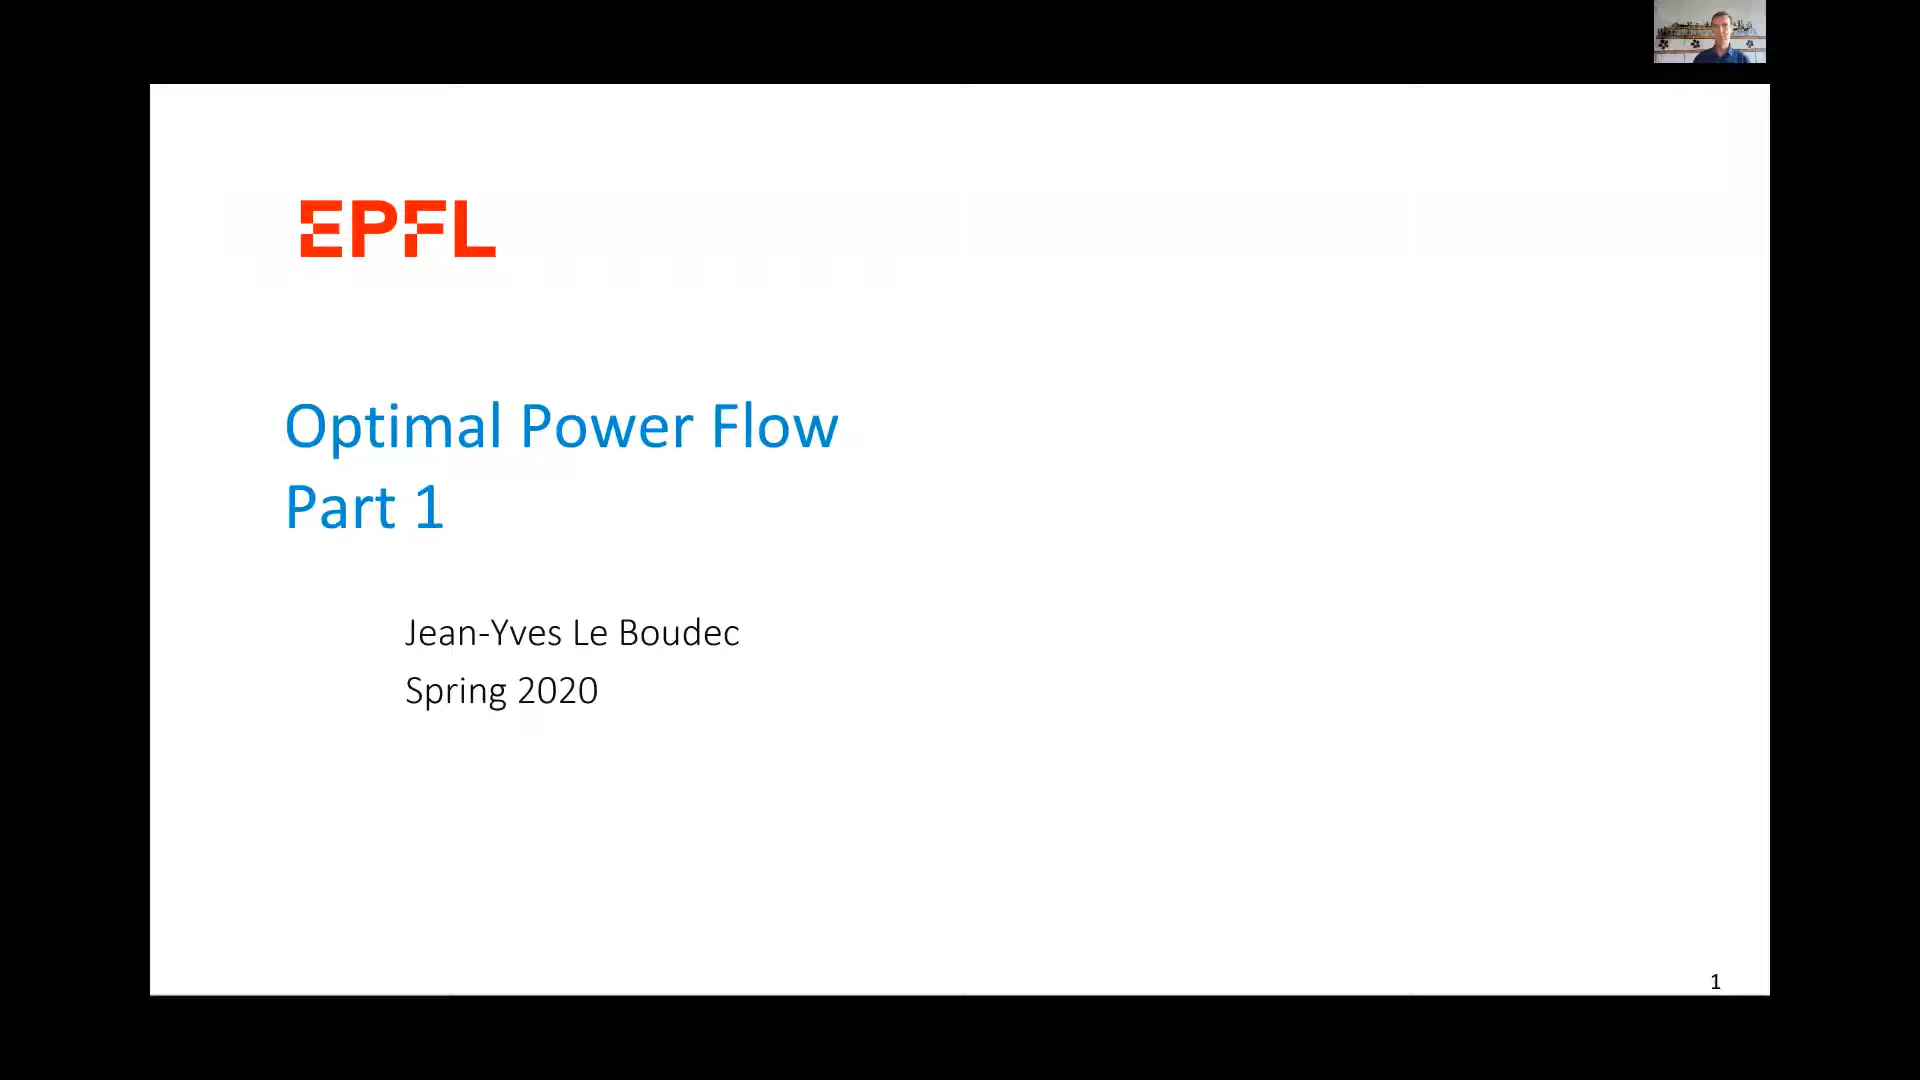 EPFL
Optimal Power Flow
Part 1
Jean-Yves Le Boudec
Spring 2020
1